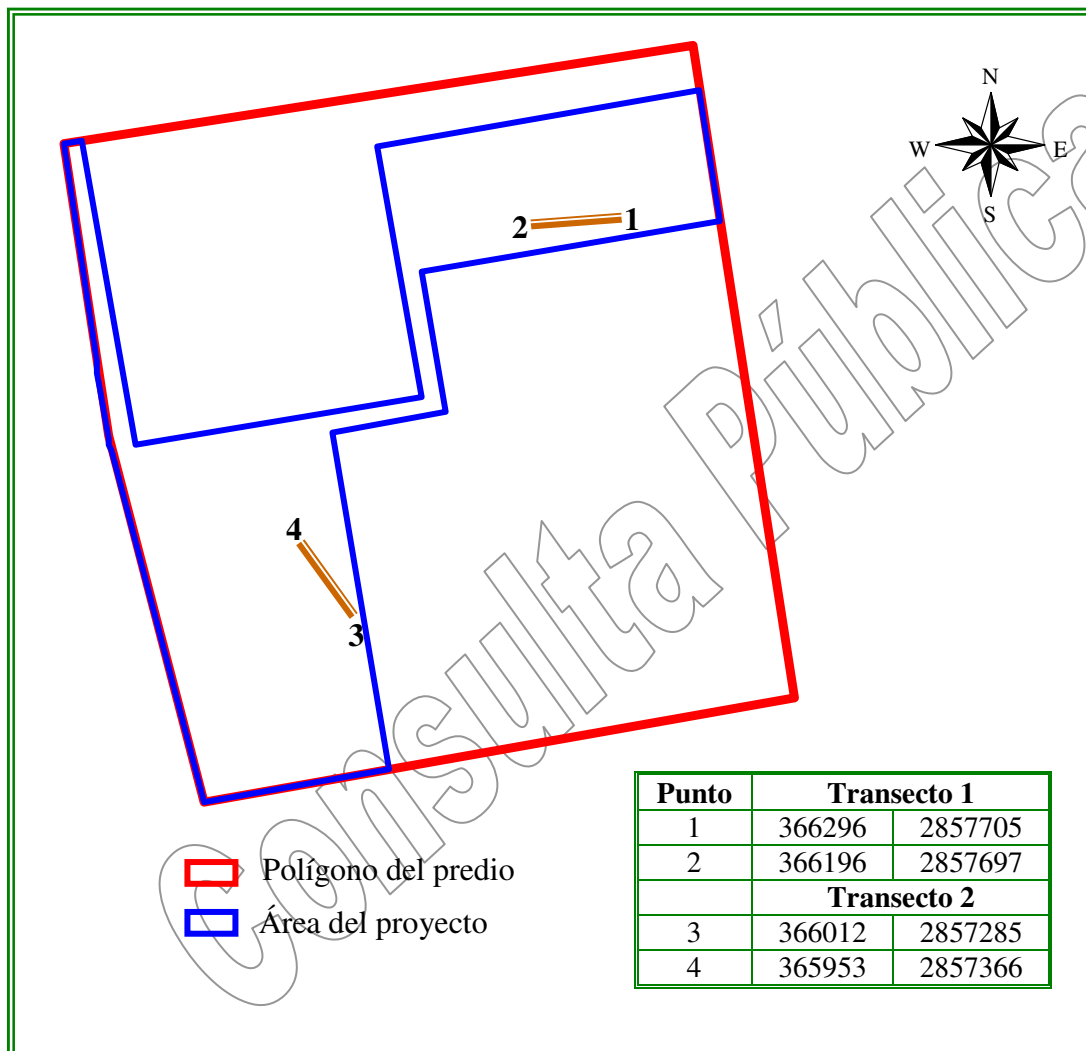 N
W E
S
2 1
4
3
Consulta Pública
Polígono del predio
Área del proyecto
Punto Transecto 1
1 366296 2857705
2 366196 2857697
Transecto 2
3 366012 2857285
4 365953 2857366